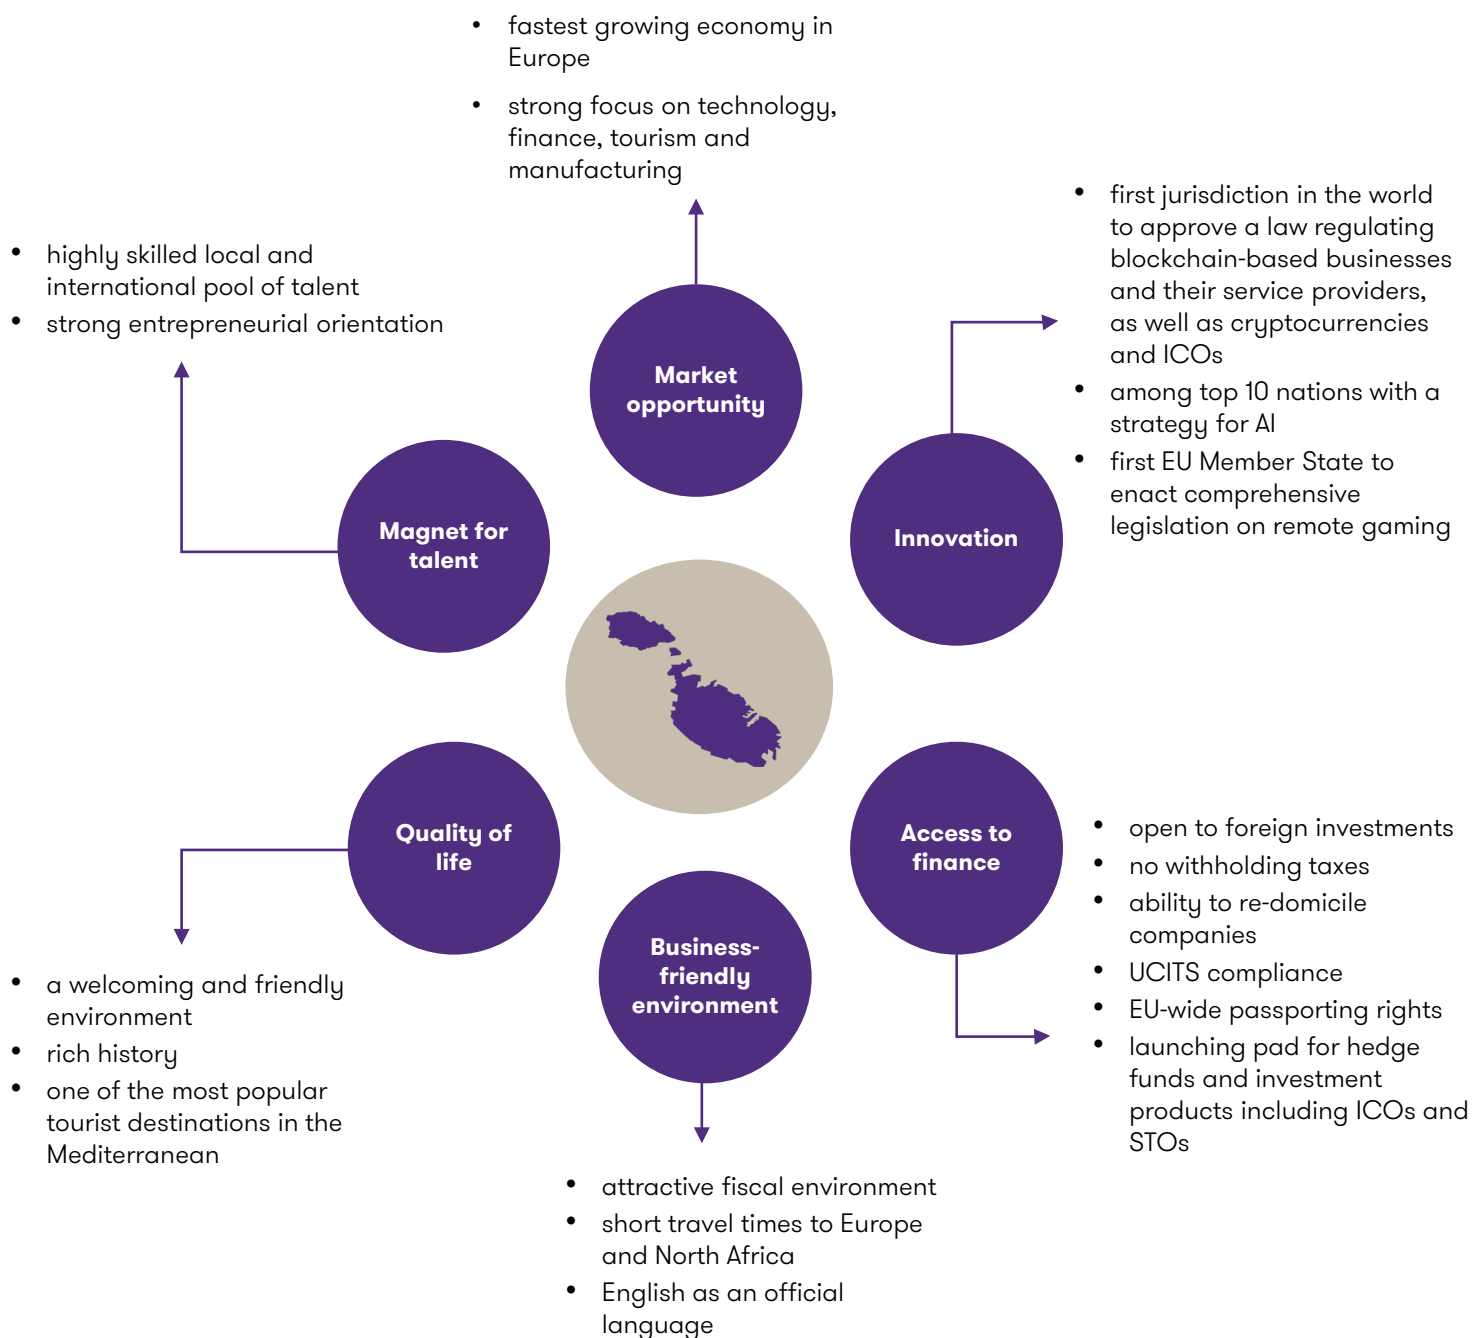 • fastest growing economy in
Europe
• strong focus on technology,
finance, tourism and
manufacturing
Market
opportunity
• first jurisdiction in the world
to approve a law regulating
blockchain-based businesses
and their service providers,
as well as cryptocurrencies
and ICOs
• among top 10 nations with a
strategy for AI
• first EU Member State to
enact comprehensive
legislation on remote gaming
Innovation
• highly skilled local and
international pool of talent
• strong entrepreneurial orientation
Magnet for
talent
Quality of
life
• a welcoming and friendly
environment
• rich history
• one of the most popular
tourist destinations in the
Mediterranean
Business-
friendly
environment
• attractive fiscal environment
• short travel times to Europe
and North Africa
• English as an official
language
Access to
finance
• open to foreign investments
• no withholding taxes
• ability to re-domicile
companies
• UCITS compliance
• EU-wide passporting rights
• launching pad for hedge
funds and investment
products including ICOs and
STOs